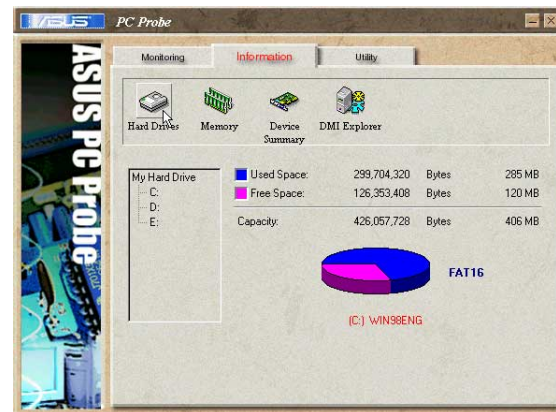 ASUS PC Probe
Monitoring Information Utility
Hard Drives Memory Device Summary DMI Explorer
ASUS PC Probe
My Hard Drive
C:
D:
E:
Used Space: 299,704,320 Bytes 285 MB
Free Space: 126,353,408 Bytes 120 MB
Capacity: 426,057,728 Bytes 406 MB
FAT16
(C:) WIN98ENG